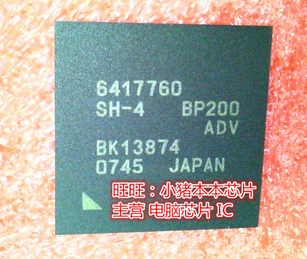 6417760
SH-4 BP200
ADV
BK13874
0745 JAPAN
旺旺：小猪本本芯片
主营 电脑芯片 IC